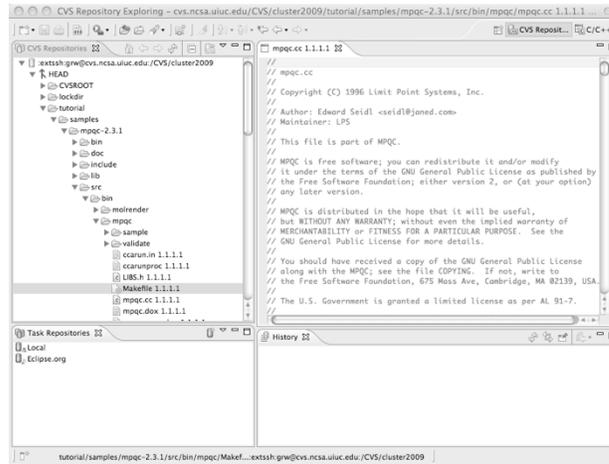 CVS Repository Exploring - cvs.ncsa.uiuc.edu/CVS/cluster2009/tutorial/samples/mpqc-2.3.1/src/bin/mpqc/mpqc.cc 1.1.1.1 ...
CVS Reposit...
C/C++
CVS Repositories
:extssh:grw@cvs.ncsa.uiuc.edu:/CVS/cluster2009
HEAD
CVSROOT
lockdir
tutorial
samples
mpqc-2.3.1
bin
doc
include
lib
src
bin
molrender
mpqc
sample
validate
ccarun.in 1.1.1.1
ccarunproc 1.1.1.1
LIBS.h 1.1.1.1
Makefile 1.1.1.1
mpqc.cc 1.1.1.1
mpqc.dox 1.1.1.1
mpqc.cc 1.1.1.1
//
// mpqc.cc
//
// Copyright (C) 1996 Limit Point Systems, Inc.
//
// Author: Edward Seidl <seidl@janed.com>
// Maintainer: LPS
//
// This file is part of MPQC.
//
// MPQC is free software; you can redistribute it and/or modify
// it under the terms of the GNU General Public License as published by
// the Free Software Foundation; either version 2, or (at your option)
// any later version.
//
// MPQC is distributed in the hope that it will be useful,
// but WITHOUT ANY WARRANTY; without even the implied warranty of
// MERCHANTABILITY or FITNESS FOR A PARTICULAR PURPOSE.  See the
// GNU General Public License for more details.
//
// You should have received a copy of the GNU General Public License
// along with the MPQC; see the file COPYING.  If not, write to
// the Free Software Foundation, 675 Mass Ave, Cambridge, MA 02139, USA.
//
// The U.S. Government is granted a limited license as per AL 91-7.
//
Task Repositories
Local
Eclipse.org
History
tutorial/samples/mpqc-2.3.1/src/bin/mpqc/Makef...:extssh:grw@cvs.ncsa.uiuc.edu:/CVS/cluster2009